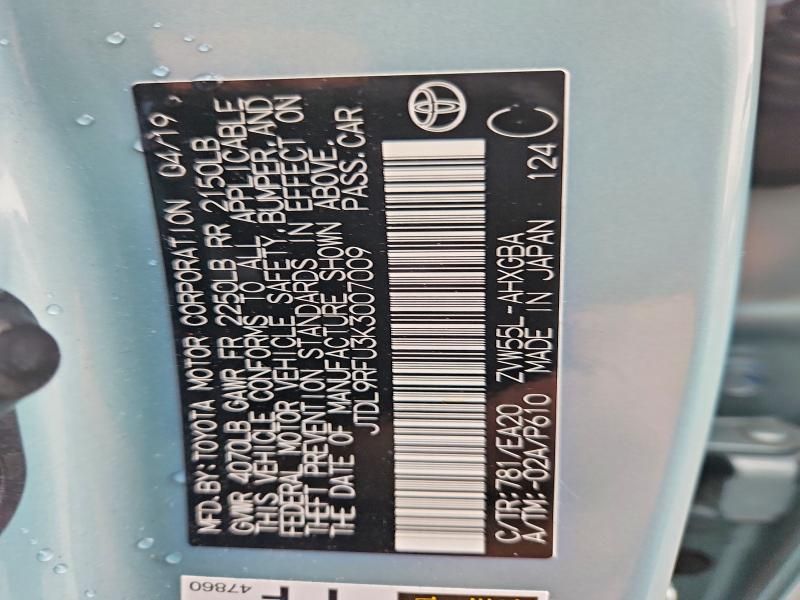 MFD.BY:TOYOTA MOTOR CORPORATION 04/19
GVWR 4070LB GAWR FR 2250LB RR 2150LB
THIS VEHICLE CONFORMS TO ALL APPLICABLE
FEDERAL MOTOR VEHICLE SAFETY,BUMPER,AND
THEFT PREVENTION STANDARDS IN EFFECT ON
THE DATE OF MANUFACTURE SHOWN ABOVE.
JTDL9RFU3K3007009 PASS.CAR
C/TR:781/EA20 ZVW55L-AHXGBA
A/TM:-02A/P610 MADE IN JAPAN 124 C
47860